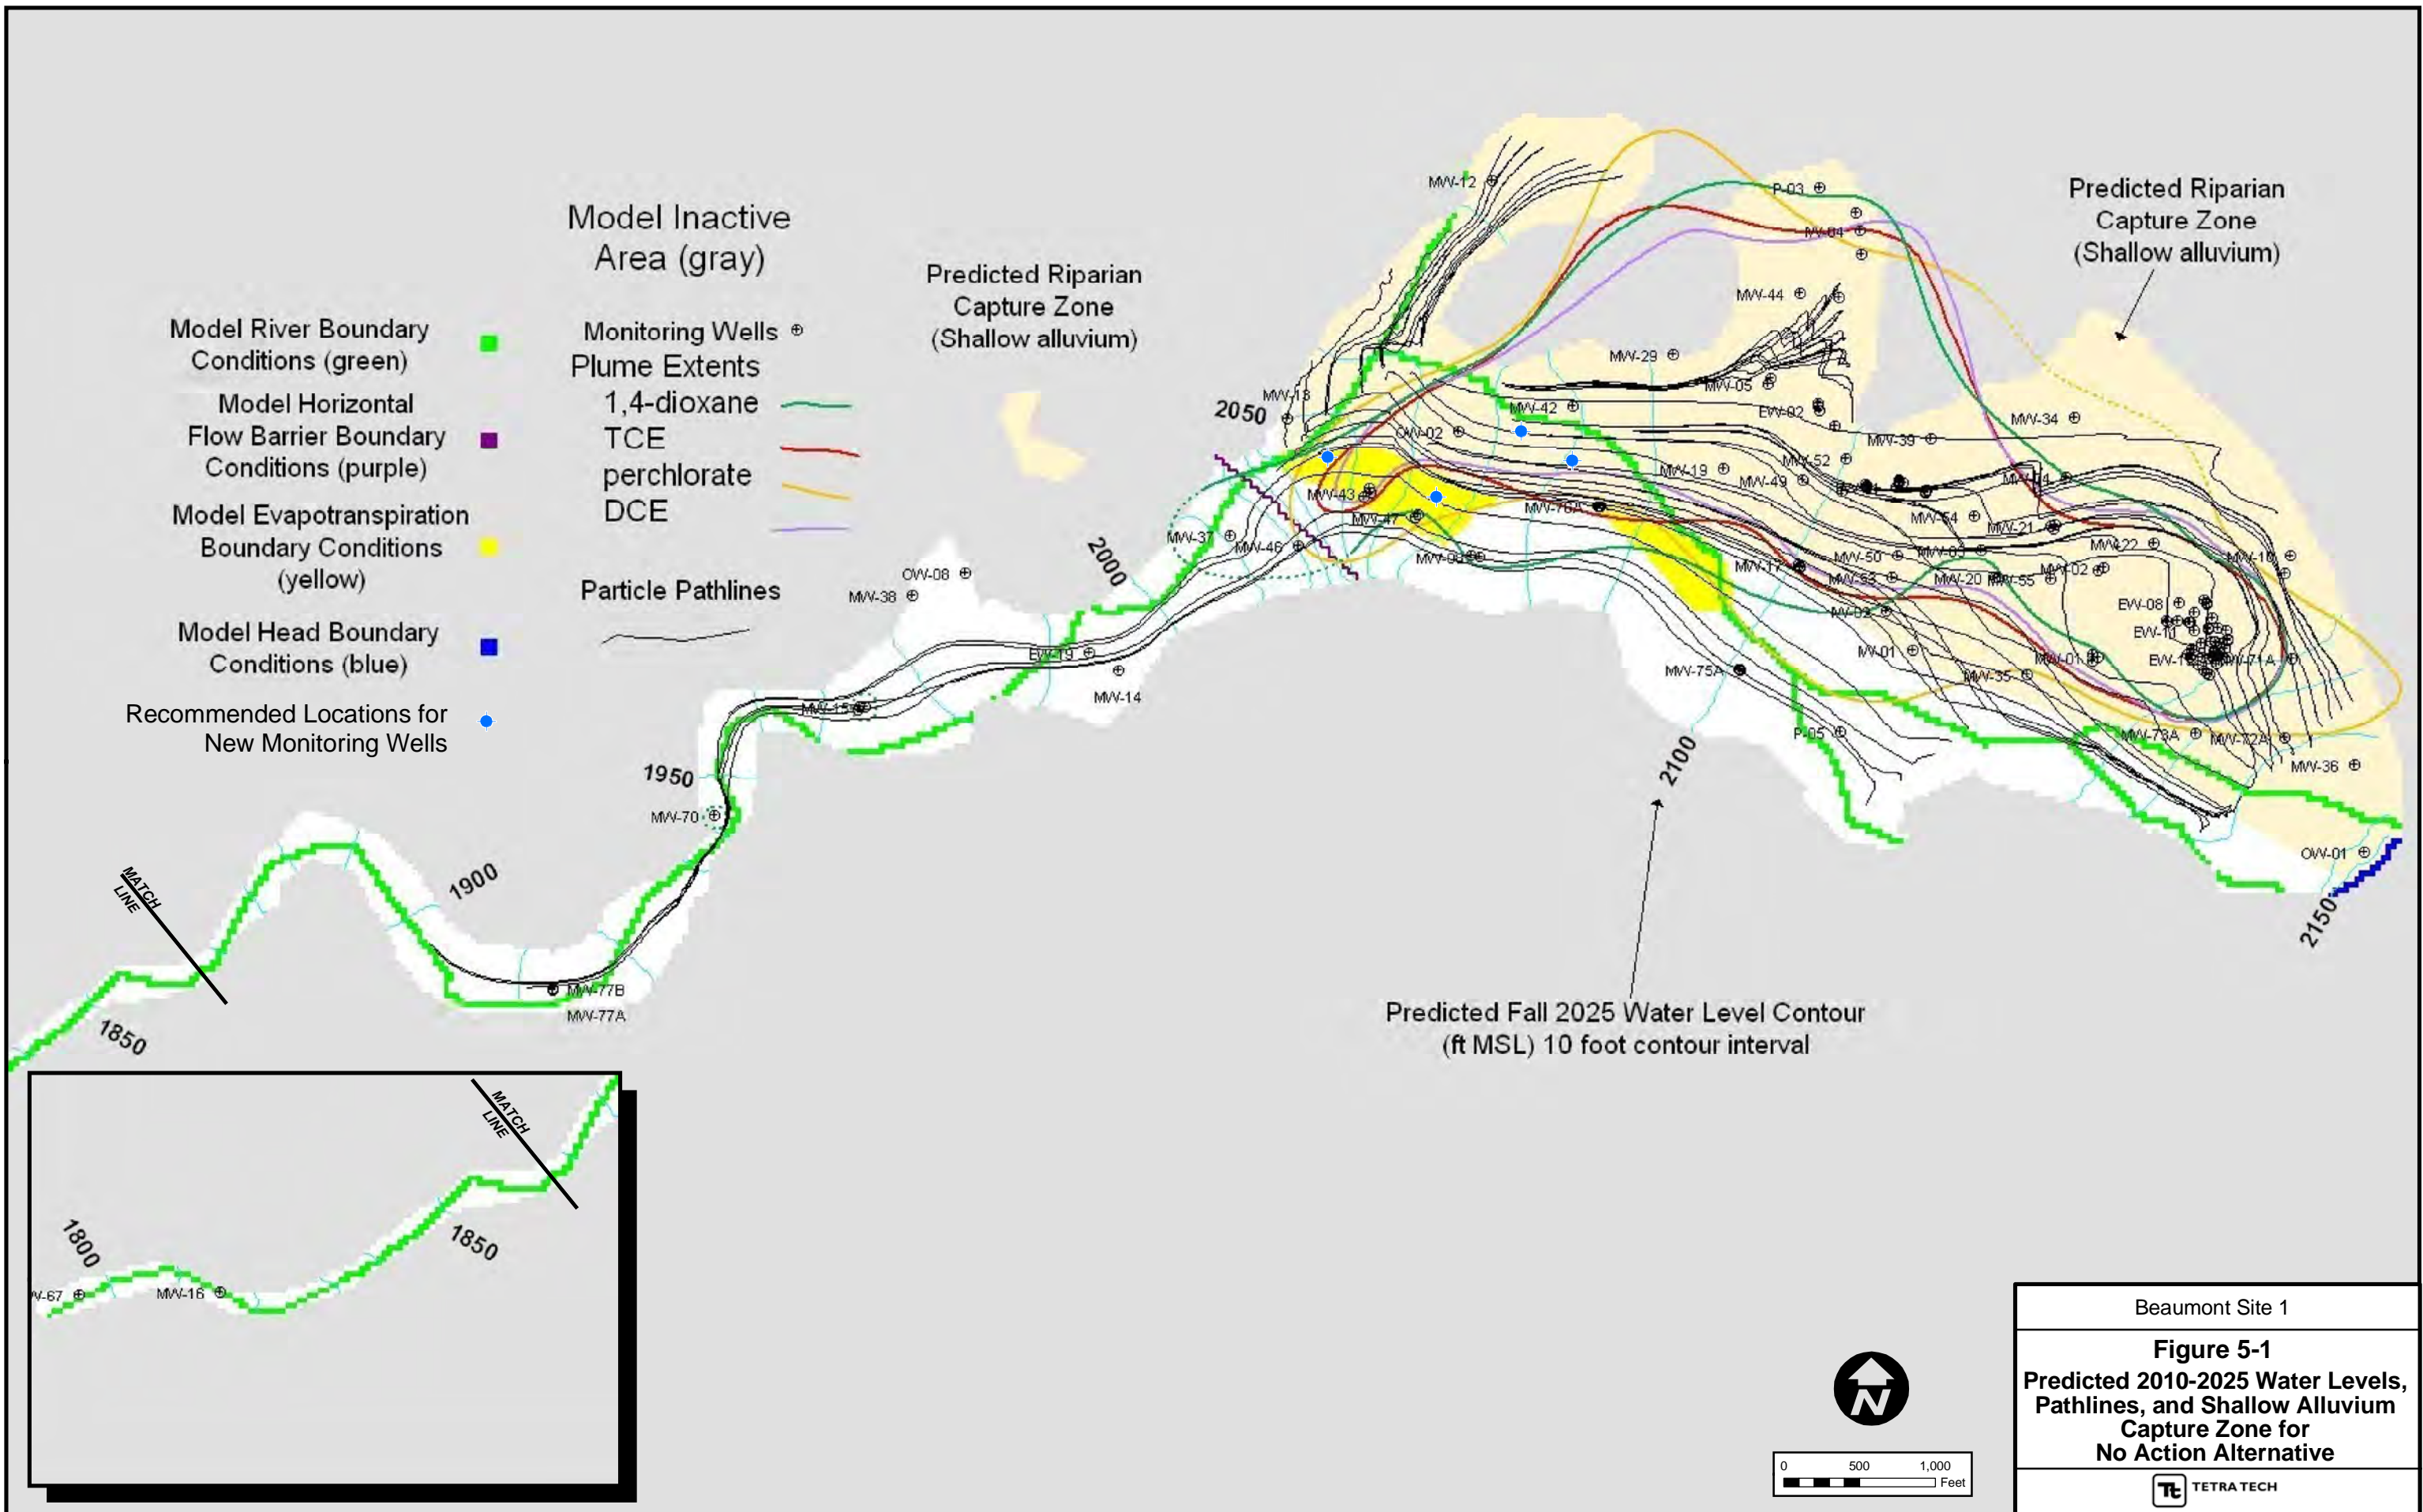 Model Inactive
Area (gray)
Model River Boundary
Conditions (green)
Model Horizontal
Flow Barrier Boundary
Conditions (purple)
Model Evapotranspiration
Boundary Conditions
(yellow)
Model Head Boundary
Conditions (blue)
Recommended Locations for
New Monitoring Wells
Monitoring Wells
Plume Extents
1,4-dioxane
TCE
perchlorate
DCE
Particle Pathlines
Predicted Riparian
Capture Zone
(Shallow alluvium)
Predicted Riparian
Capture Zone
(Shallow alluvium)
MW-12
P-03
MW-44
MW-29
MW-05
EW-02
MW-34
MW-39
MW-13
2050
MW-42
OW-02
MW-19
MW-52
MW-49
MW-43
MW-76A
MW-47
MW-54
MW-21
MW-22
MW-37
MW-46
MW-17
MW-50
MW-53
MW-20
MW-55
MW-02
2000
OW-08
MW-38
EW-08
EW-19
MW-14
IW-01
MW-01
MW-71A
MW-35
MW-75A
MW-15
P-05
MW-73A
MW-72A
MW-36
2100
1950
MW-70
OW-01
2150
1900
MATCH
LINE
MW-77B
MW-77A
1850
Predicted Fall 2025 Water Level Contour
(ft MSL) 10 foot contour interval
MATCH
LINE
1800
1850
W-67
MW-16
N
0 500 1,000
Feet
Beaumont Site 1
Figure 5-1
Predicted 2010-2025 Water Levels,
Pathlines, and Shallow Alluvium
Capture Zone for
No Action Alternative
Tt TETRA TECH